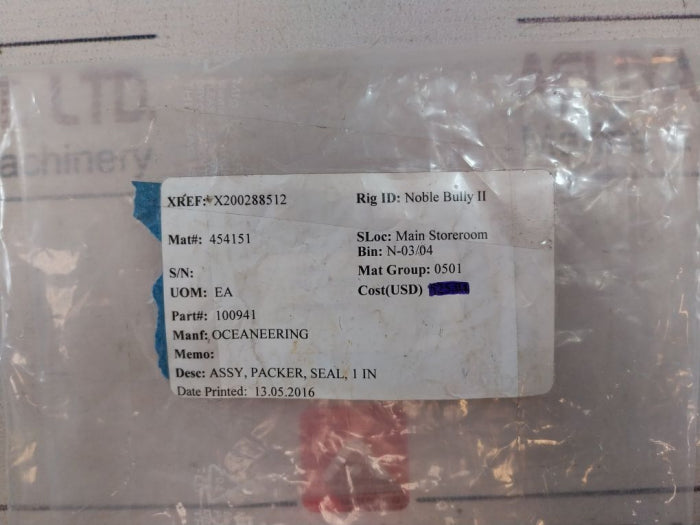 LTD.
achinery
XREF: X200288512 Rig ID: Noble Bully II
Mat#: 454151 SLoc: Main Storeroom
Bin: N-03/04
S/N: Mat Group: 0501
UOM: EA Cost(USD)
Part#: 100941
Manf: OCEANEERING
Memo:
Desc: ASSY, PACKER, SEAL, 1 IN
Date Printed: 13.05.2016